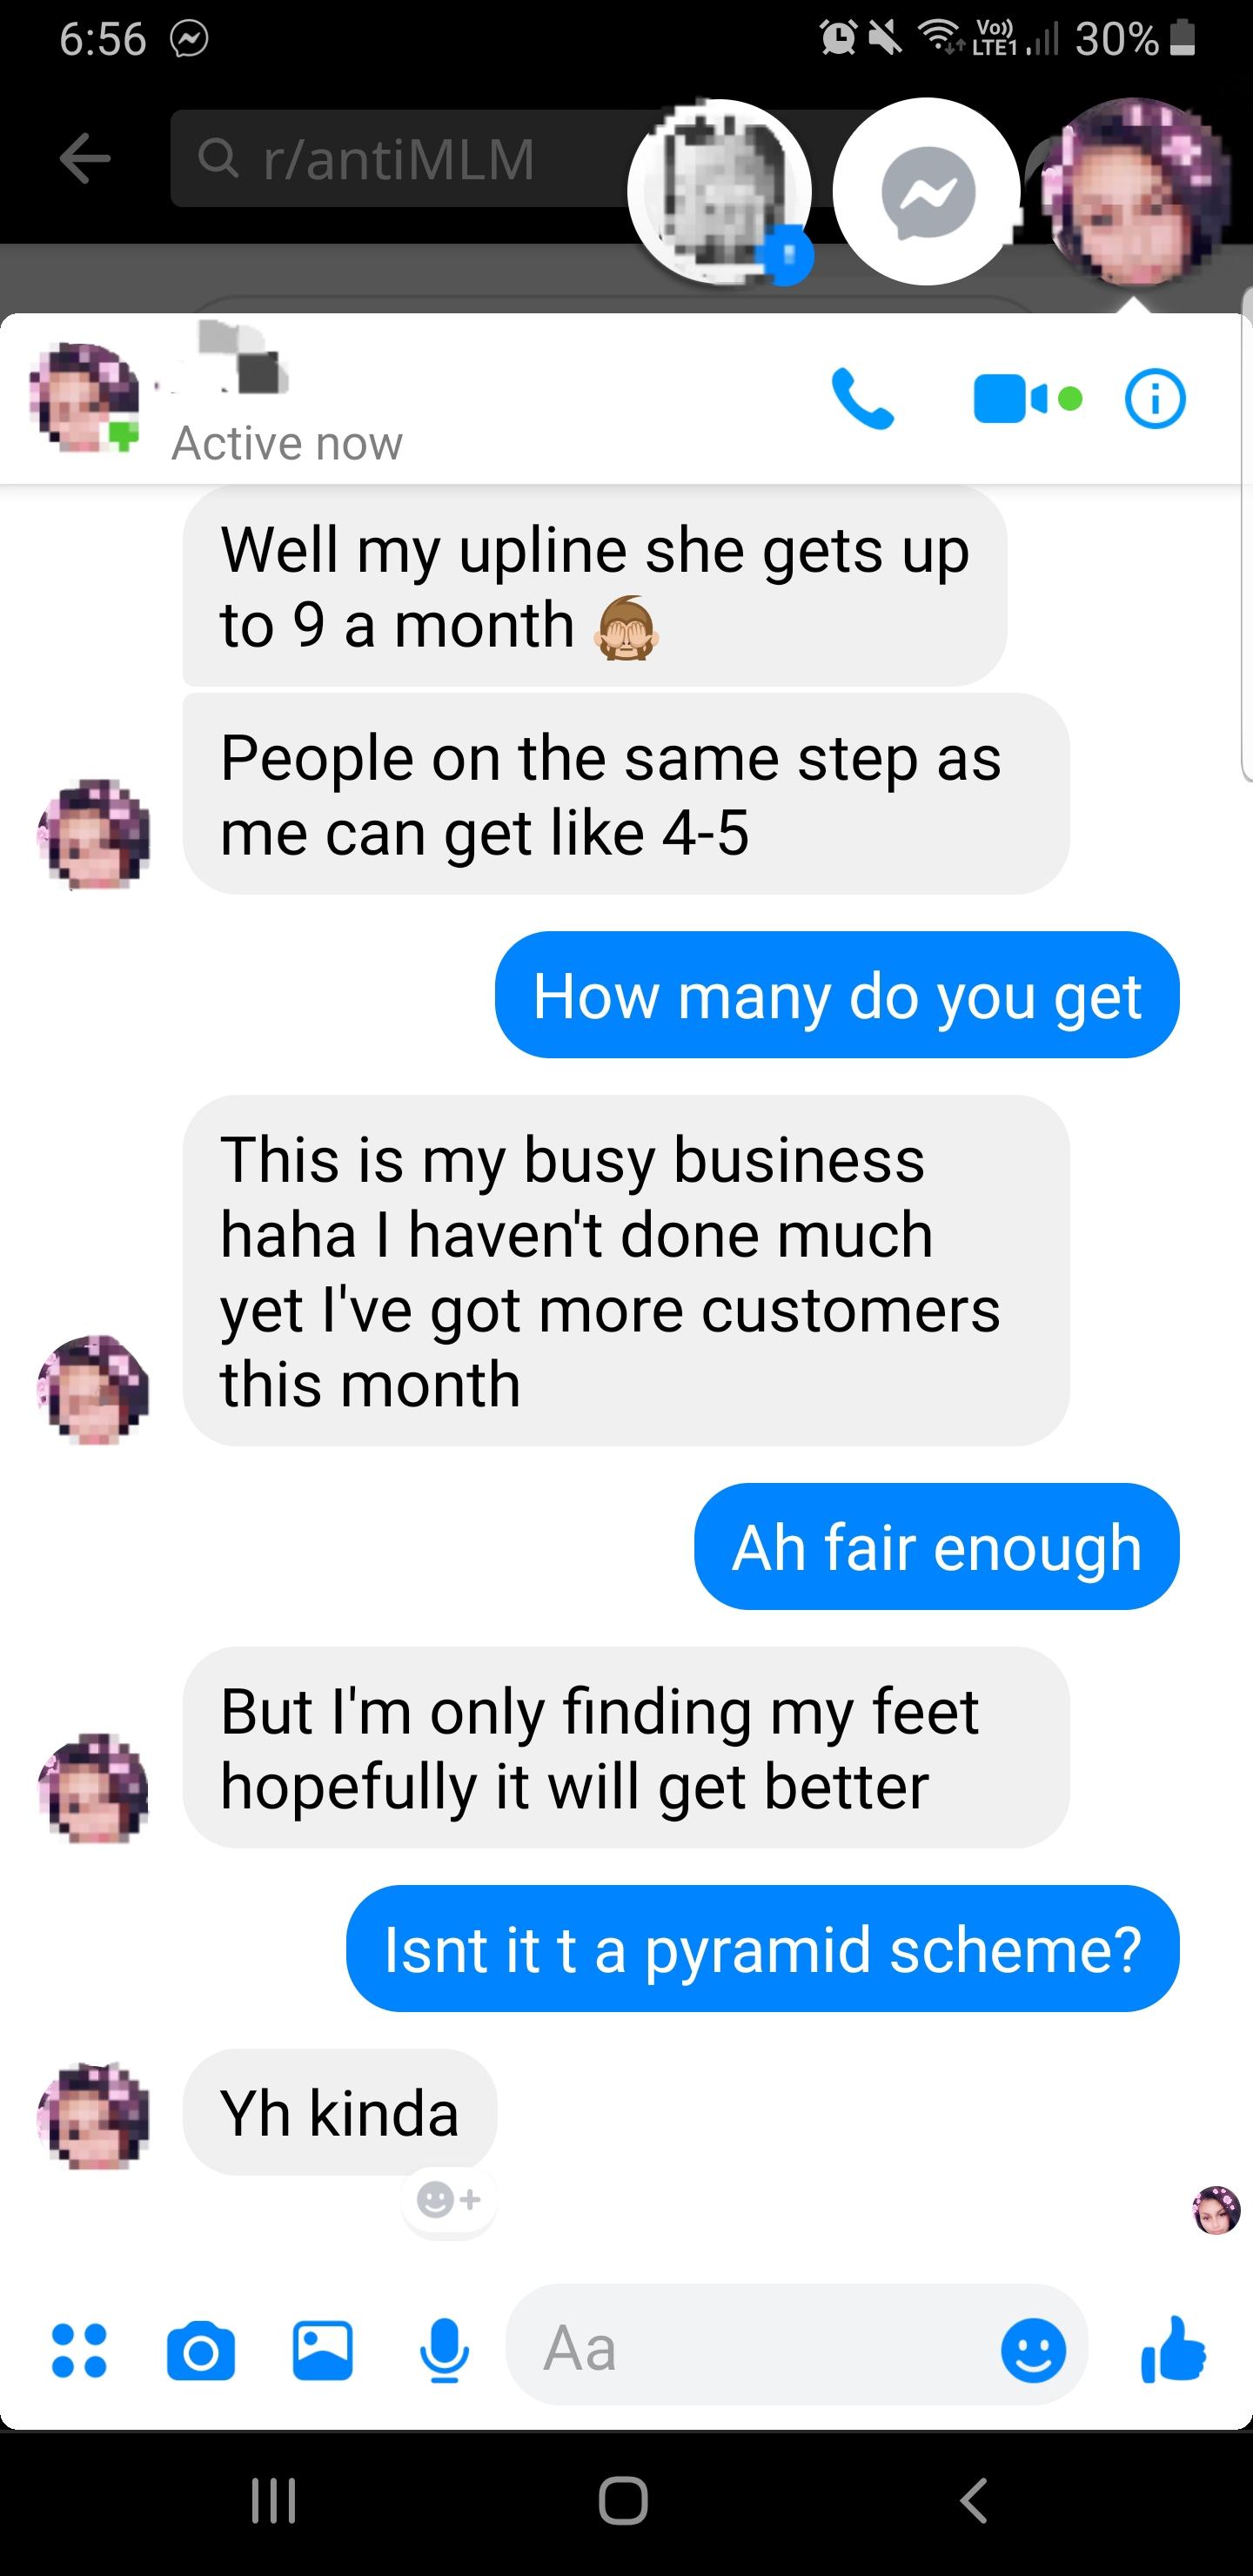 6:56
Vo))
LTE1
30%
r/antiMLM
Active now
Well my upline she gets up
to 9 a month 🙈
People on the same step as
me can get like 4-5
How many do you get
This is my busy business
haha I haven't done much
yet I've got more customers
this month
Ah fair enough
But I'm only finding my feet
hopefully it will get better
Isnt it t a pyramid scheme?
Yh kinda
Aa